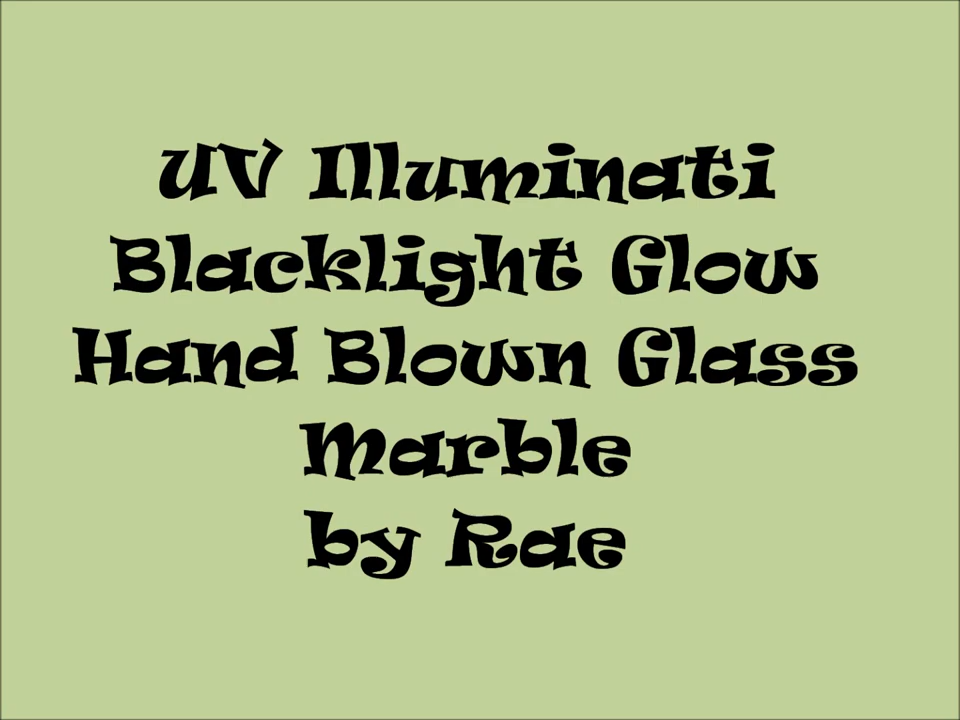 UV Illuminati
Blacklight Glow
Hand Blown Glass
Marble
by Rae